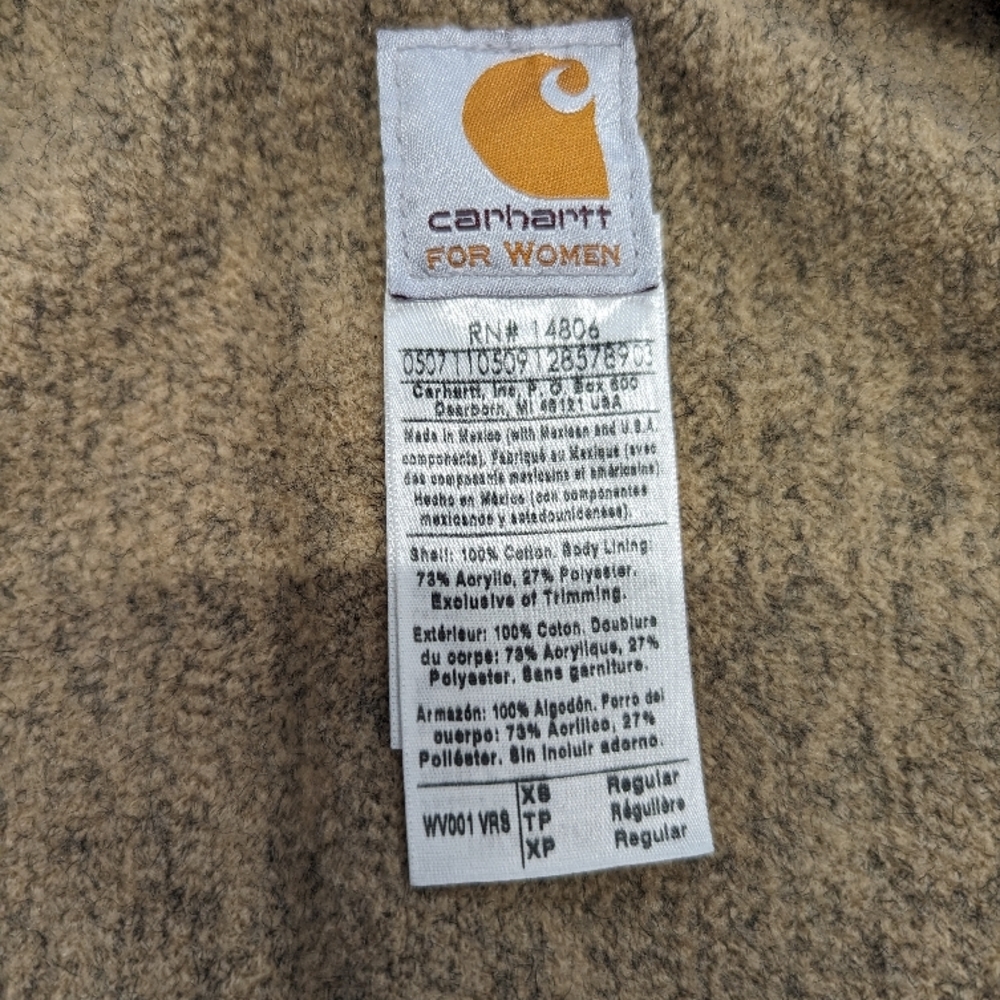 carhartt
FOR WOMEN
RN# 14806
0507110509128578903
Carhartt, Inc. P. O. Box 600
Dearborn, MI 48121 USA
Made in Mexico (with Mexican and U.S.A.
components). Fabriqué au Mexique (avec
des composants mexicains et américains)
Hecho en México (con componentes
mexicanos y estadounidenses).
Shell: 100% Cotton. Body Lining:
73% Acrylic, 27% Polyester.
Exclusive of Trimming.
Extérieur: 100% Coton. Doublure
du corps: 73% Acrylique, 27%
Polyester. Sans garniture.
Armazón: 100% Algodón. Forro del
cuerpo: 73% Acrílico, 27%
Poliéster. Sin incluir adorno.
WV001 VRS
XS Regular
TP Régulière
XP Regular